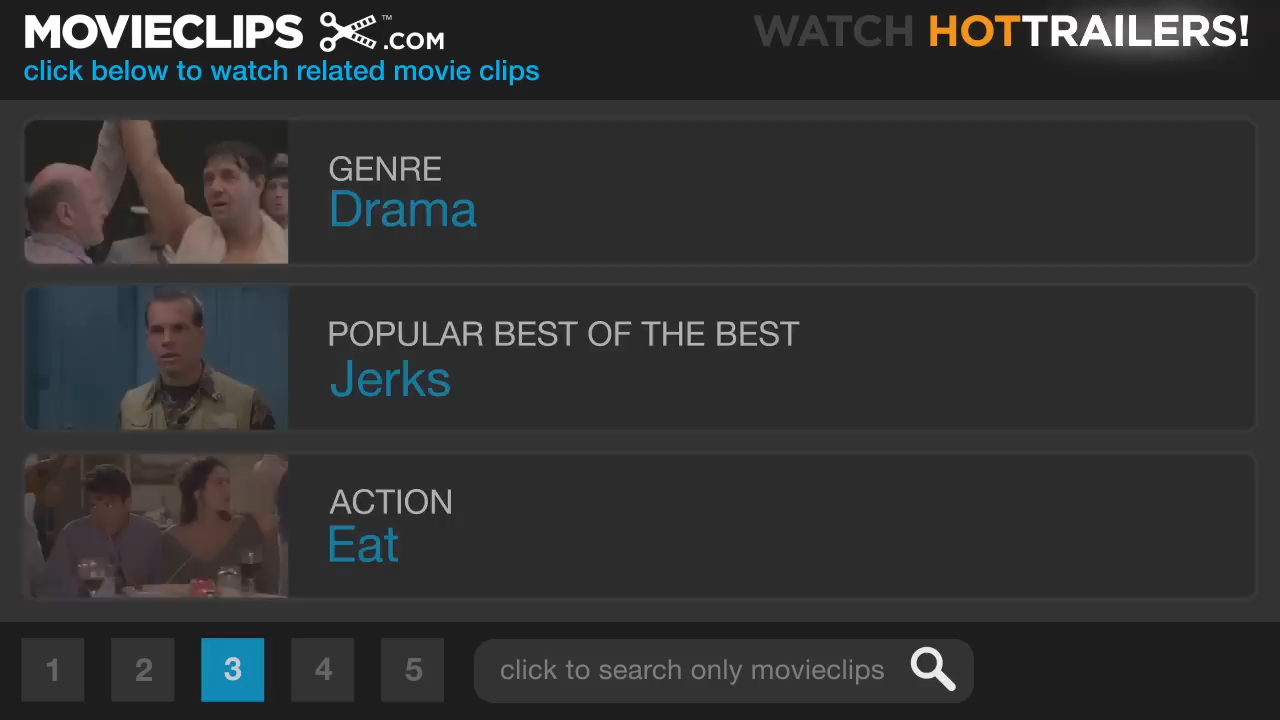 MOVIECLIPS ™ .COM
WATCH HOTTRAILERS!
click below to watch related movie clips
GENRE
Drama
POPULAR BEST OF THE BEST
Jerks
ACTION
Eat
1 2 3 4 5 click to search only movieclips